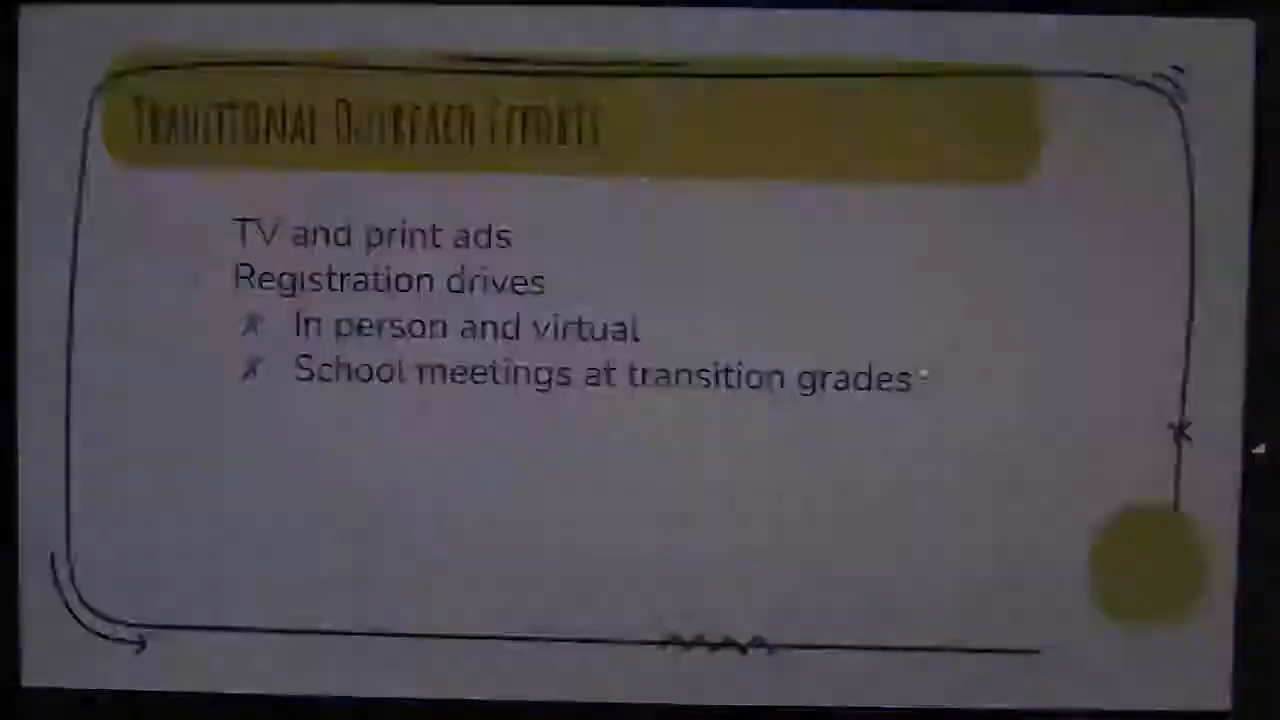 TRADITIONAL OUTREACH EFFORTS
TV and print ads
Registration drives
✗ In person and virtual
✗ School meetings at transition grades